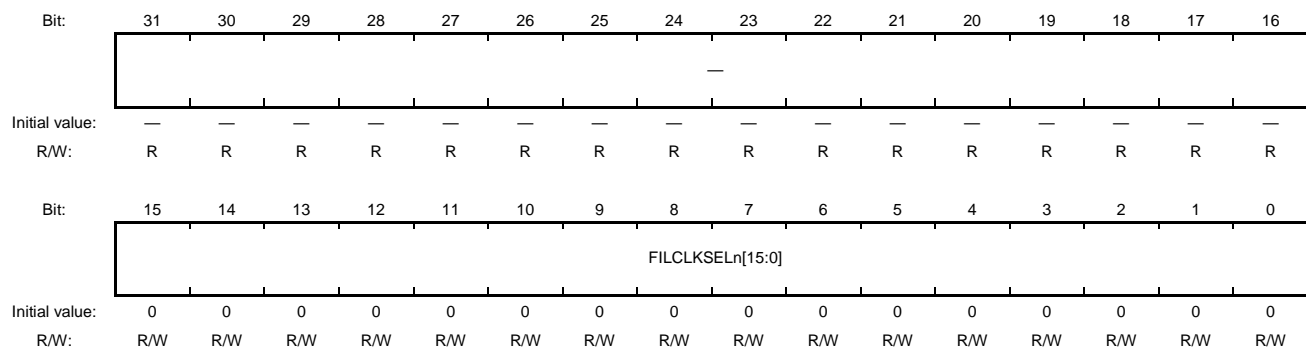 Bit: 31 30 29 28 27 26 25 24 23 22 21 20 19 18 17 16
—
Initial value: — — — — — — — — — — — — — — — —
R/W: R R R R R R R R R R R R R R R R
Bit: 15 14 13 12 11 10 9 8 7 6 5 4 3 2 1 0
FILCLKSELn[15:0]
Initial value: 0 0 0 0 0 0 0 0 0 0 0 0 0 0 0 0
R/W: R/W R/W R/W R/W R/W R/W R/W R/W R/W R/W R/W R/W R/W R/W R/W R/W